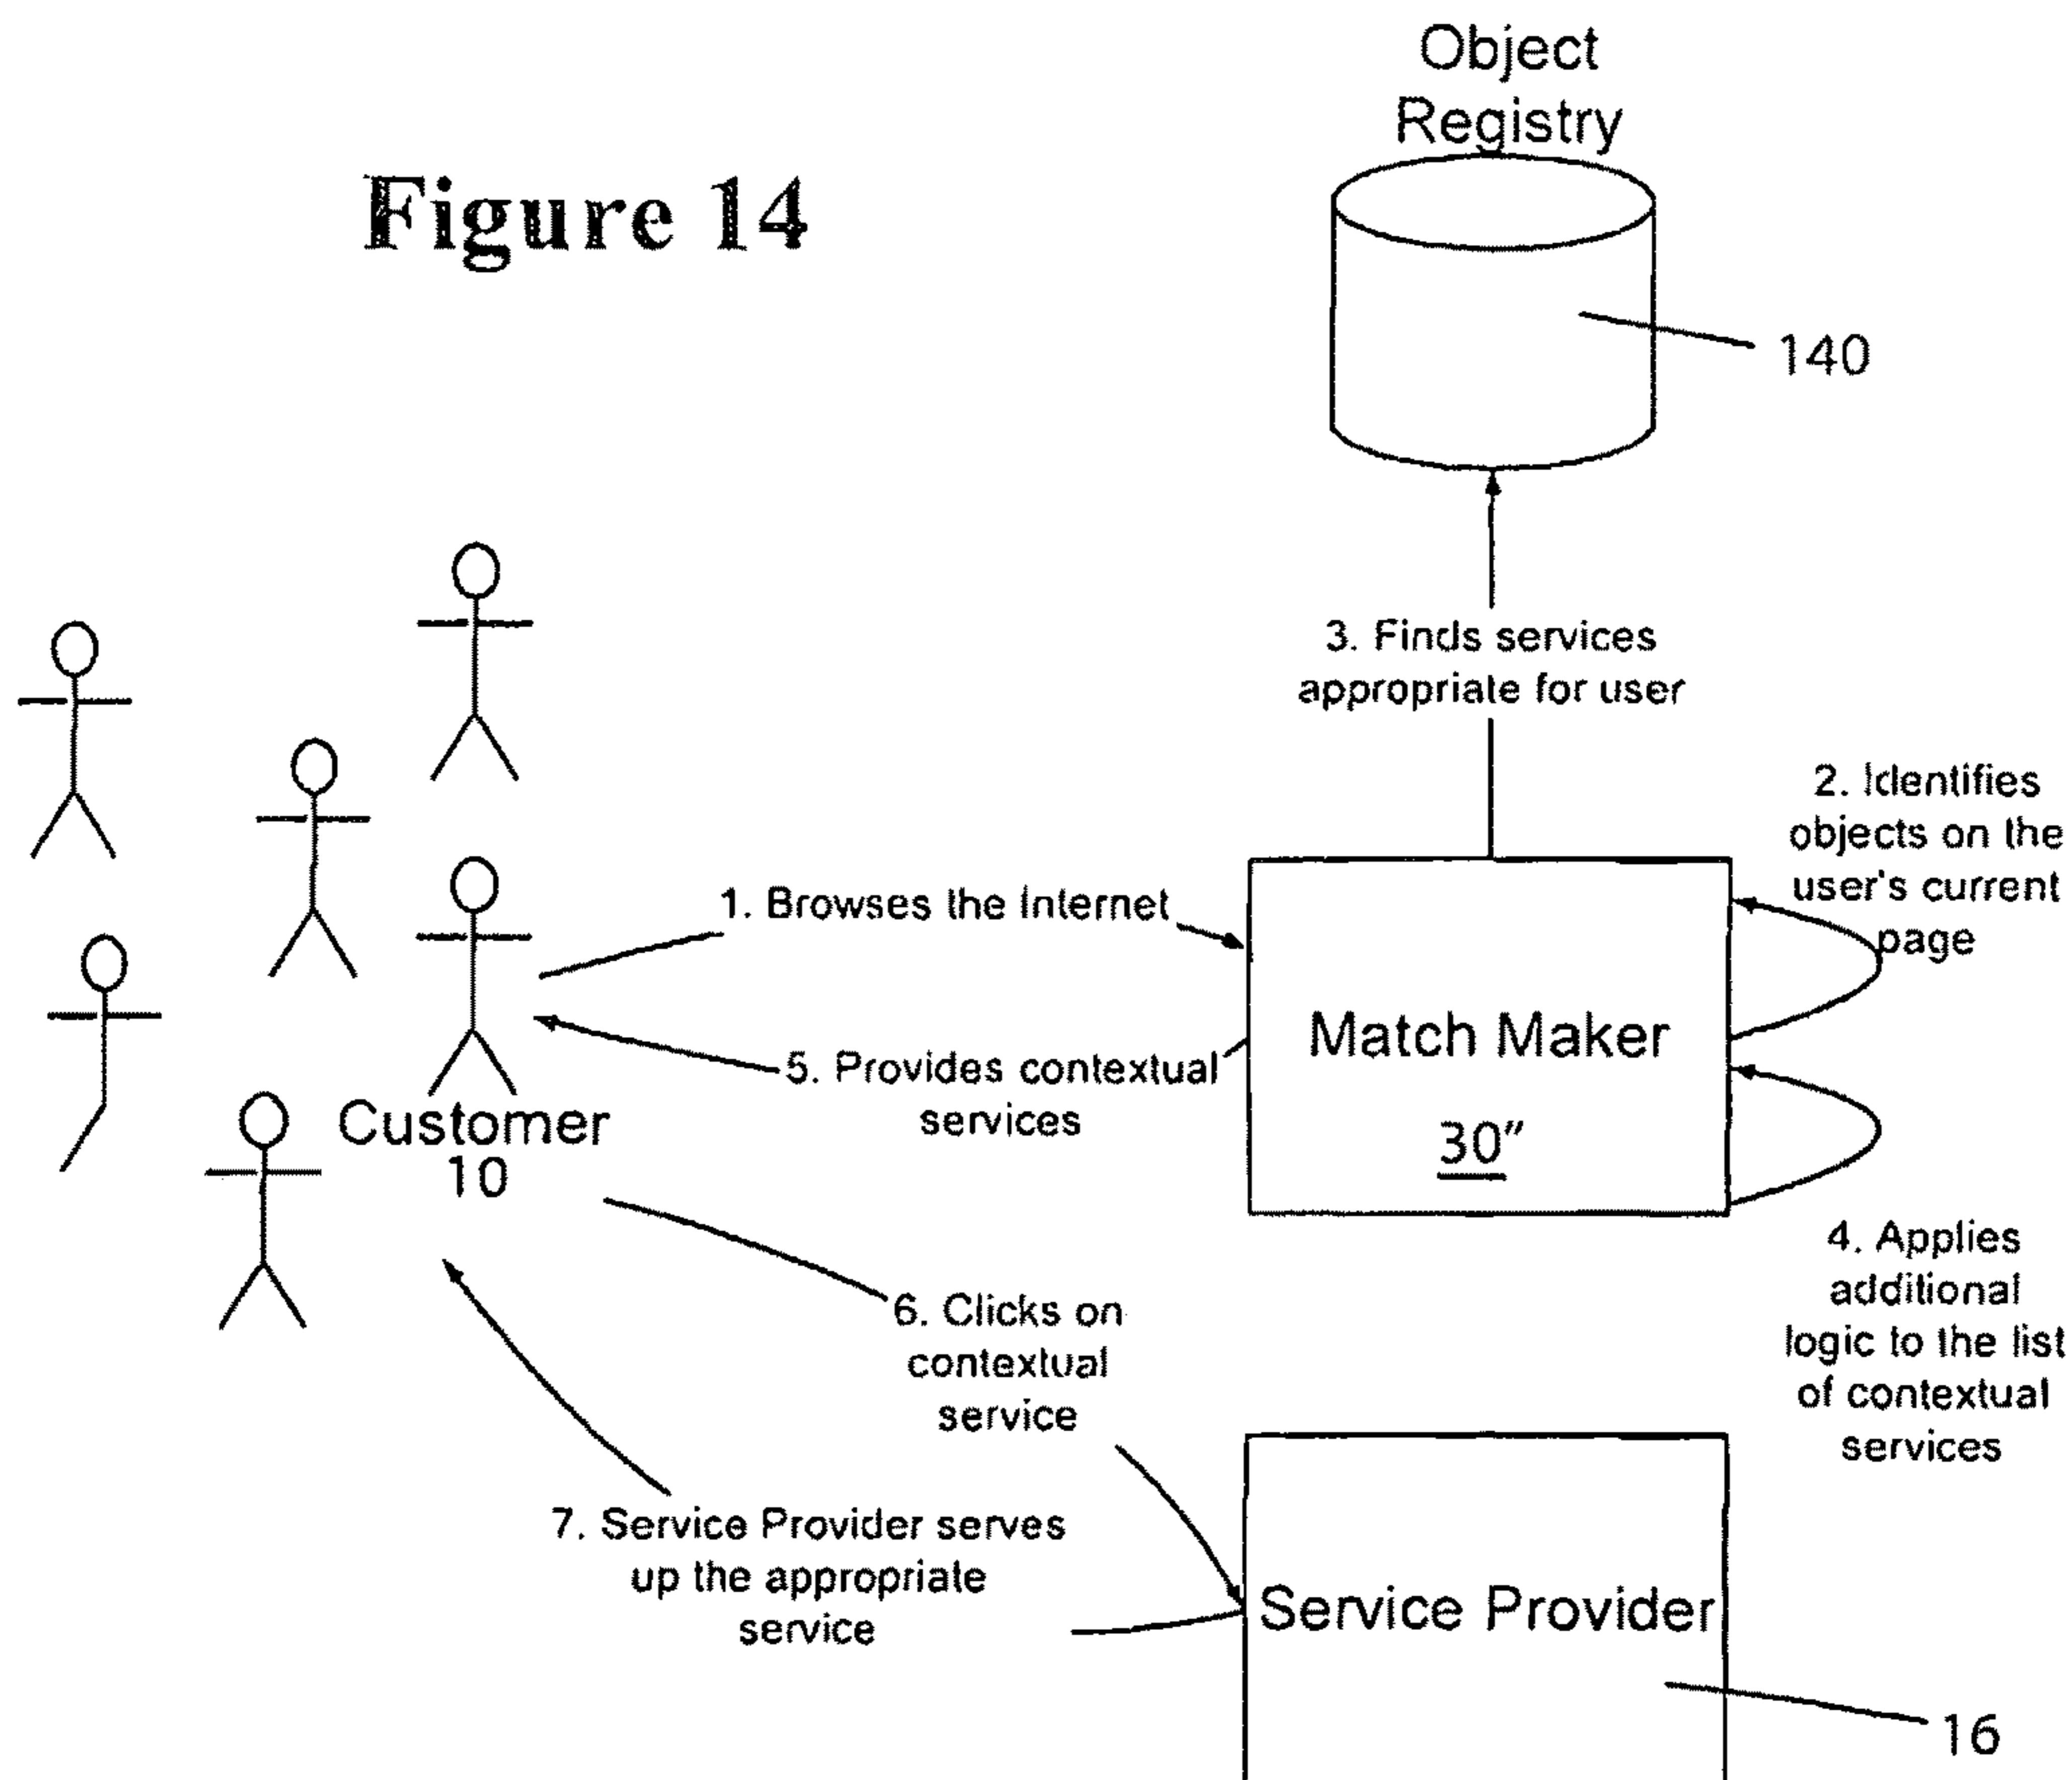 Figure 14
Object
Registry
140
3. Finds services
appropriate for user
2. Identifies
objects on the
user's current
page
1. Browses the Internet
Match Maker
30"
5. Provides contextual
services
Customer
10
4. Applies
additional
logic to the list
of contextual
services
6. Clicks on
contextual
service
7. Service Provider serves
up the appropriate
service
Service Provider
16